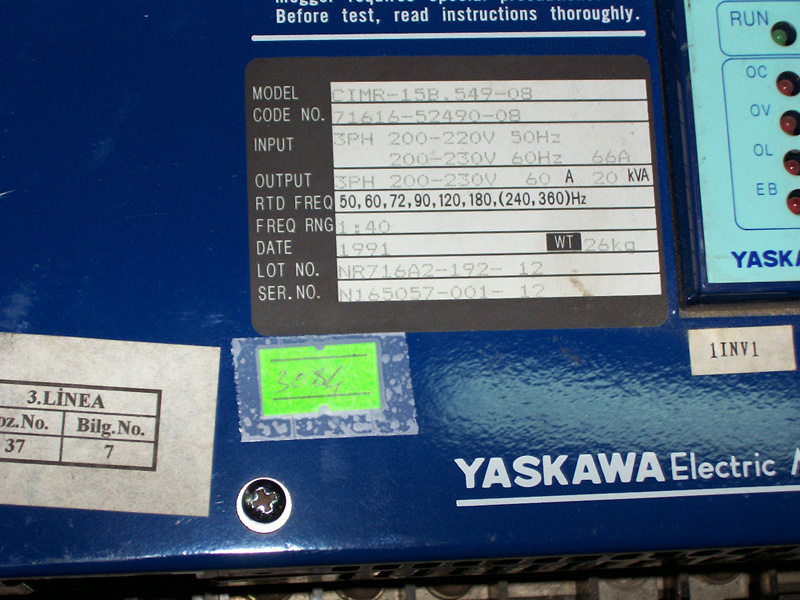 Before test, read instructions thoroughly.
MODEL CIMR-15B.549-08
CODE NO. 71616-52490-08
INPUT 3PH 200-220V 50Hz
200-230V 60Hz 66A
OUTPUT 3PH 200-230V 60 A 20 kVA
RTD FREQ 50,60,72,90,120,180,(240,360)Hz
FREQ RNG 1:40
DATE 1991 WT 26kg
LOT NO. NR716A2-192- 12
SER.NO. N165057-001- 12
RUN
OC
OV
OL
EB
YASKA
1INV1
3.LİNEA
oz.No. Bilg.No.
37 7
YASKAWA Electric